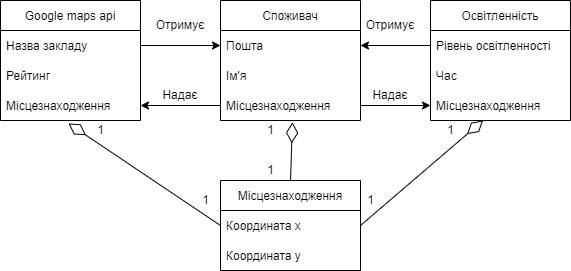 Google maps api
Назва закладу
Рейтинг
Місцезнаходження
Отримує
Надає
Споживач
Пошта
Ім'я
Місцезнаходження
Отримує
Надає
Освітленність
Рівень освітленності
Час
Місцезнаходження
1
1
1
1
1
1
Місцезнаходження
Координата x
Координата y